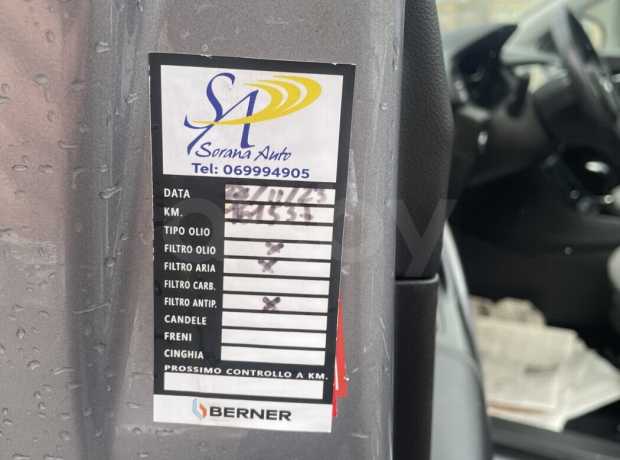 SA
Sorana Auto
Tel: 069994905
DATA
KM.
TIPO OLIO
FILTRO OLIO x
FILTRO ARIA x
FILTRO CARB.
FILTRO ANTIP. x
CANDELE
FRENI
CINGHIA
PROSSIMO CONTROLLO A KM.
BERNER